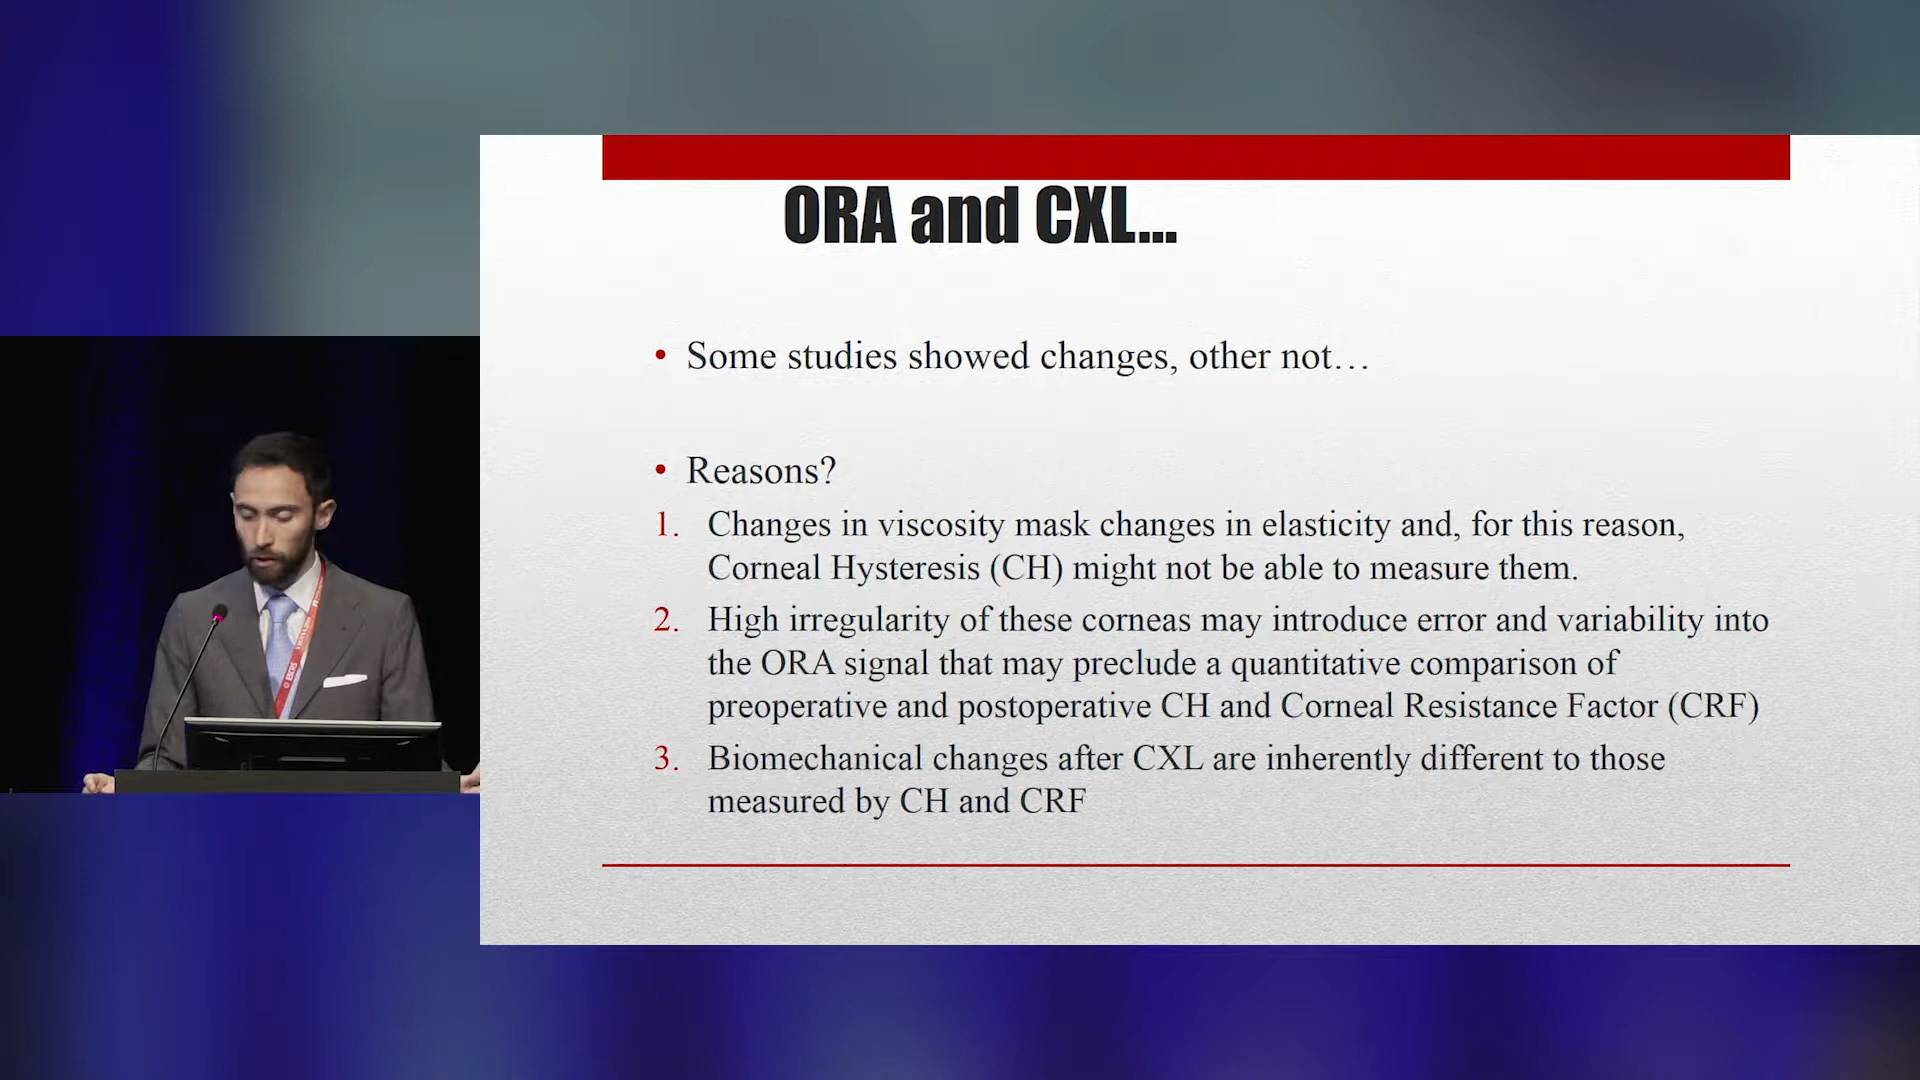 ORA and CXL...
• Some studies showed changes, other not…
• Reasons?
1. Changes in viscosity mask changes in elasticity and, for this reason,
Corneal Hysteresis (CH) might not be able to measure them.
2. High irregularity of these corneas may introduce error and variability into
the ORA signal that may preclude a quantitative comparison of
preoperative and postoperative CH and Corneal Resistance Factor (CRF)
3. Biomechanical changes after CXL are inherently different to those
measured by CH and CRF
ESCRS